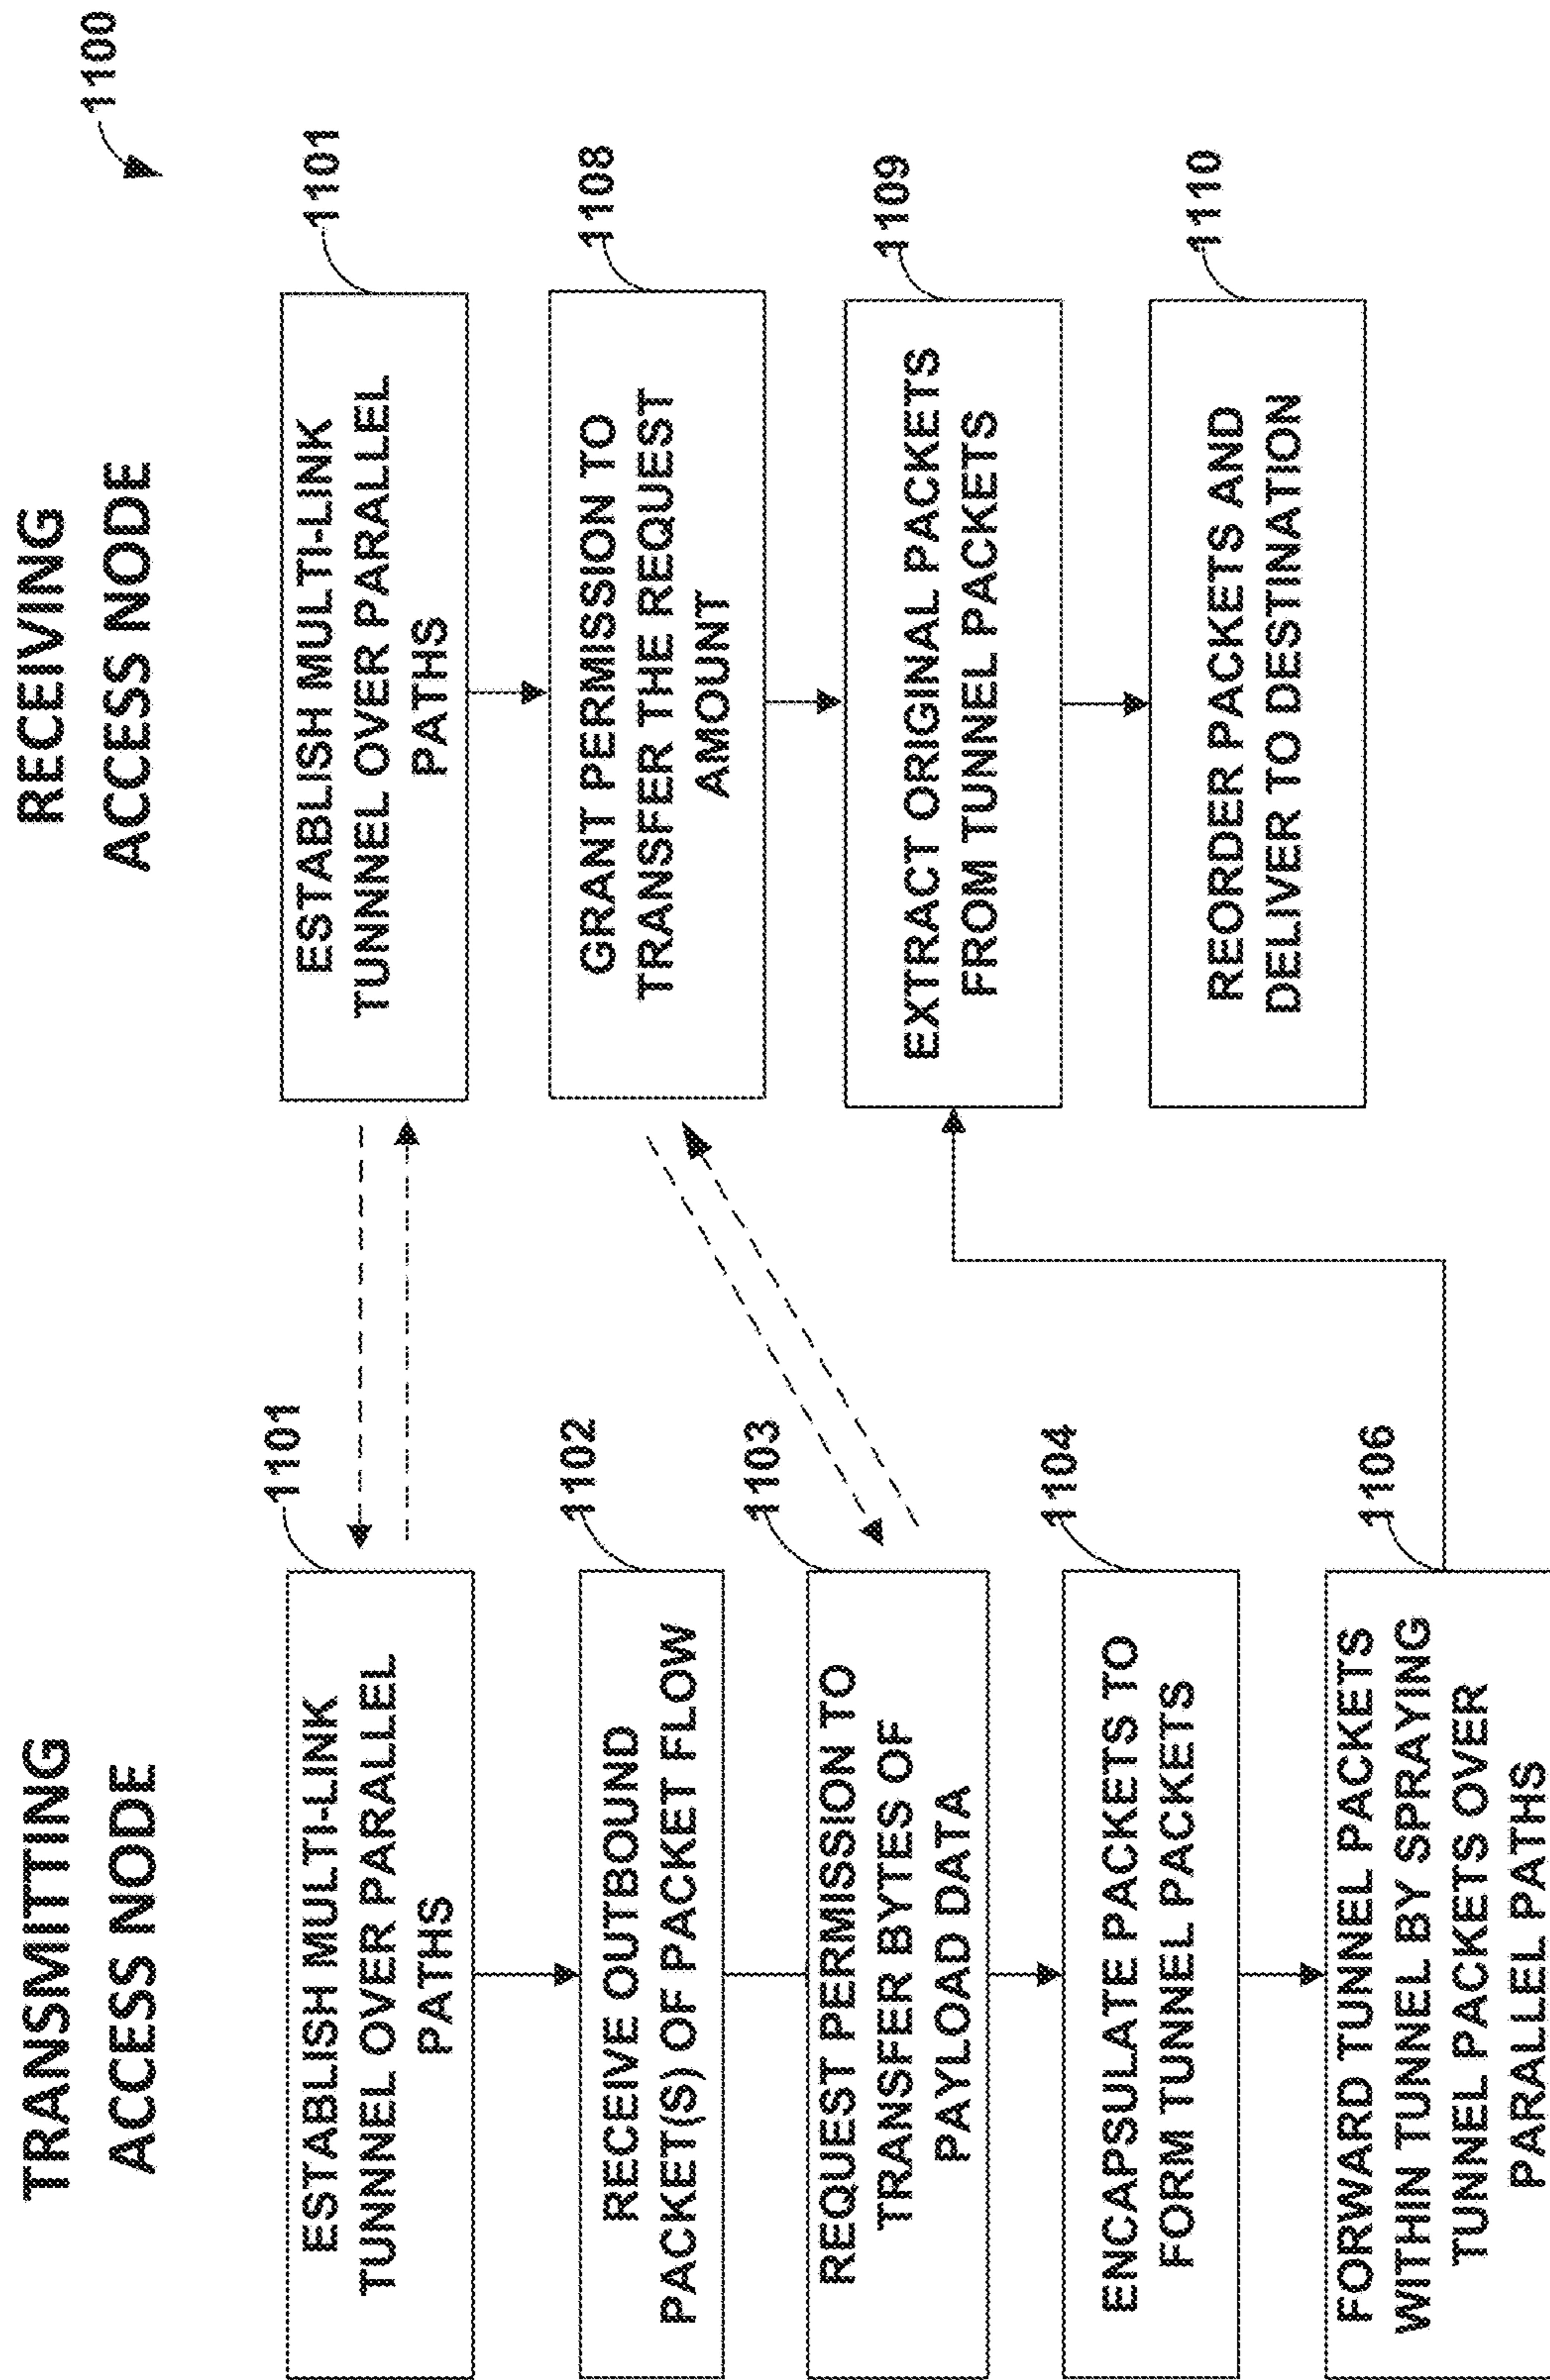 1100
TRANSMITTING
ACCESS NODE
1101
ESTABLISH MULTI-LINK
TUNNEL OVER PARALLEL
PATHS
1102
RECEIVE OUTBOUND
PACKET(S) OF PACKET FLOW
1103
REQUEST PERMISSION TO
TRANSFER BYTES OF
PAYLOAD DATA
1104
ENCAPSULATE PACKETS TO
FORM TUNNEL PACKETS
1106
FORWARD TUNNEL PACKETS
WITHIN TUNNEL BY SPRAYING
TUNNEL PACKETS OVER
PARALLEL PATHS
RECEIVING
ACCESS NODE
1101
ESTABLISH MULTI-LINK
TUNNEL OVER PARALLEL
PATHS
1108
GRANT PERMISSION TO
TRANSFER THE REQUEST
AMOUNT
1109
EXTRACT ORIGINAL PACKETS
FROM TUNNEL PACKETS
1110
REORDER PACKETS AND
DELIVER TO DESTINATION